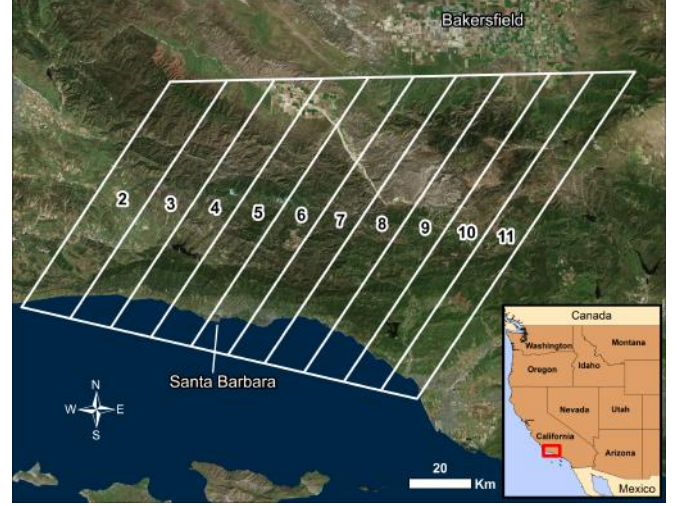 Bakersfield
2
3
4
5
6
7
8
9
10
11
Santa Barbara
N
W E
S
20
Km
Canada
Washington
Montana
Oregon
Idaho
Nevada
Utah
California
Arizona
Mexico